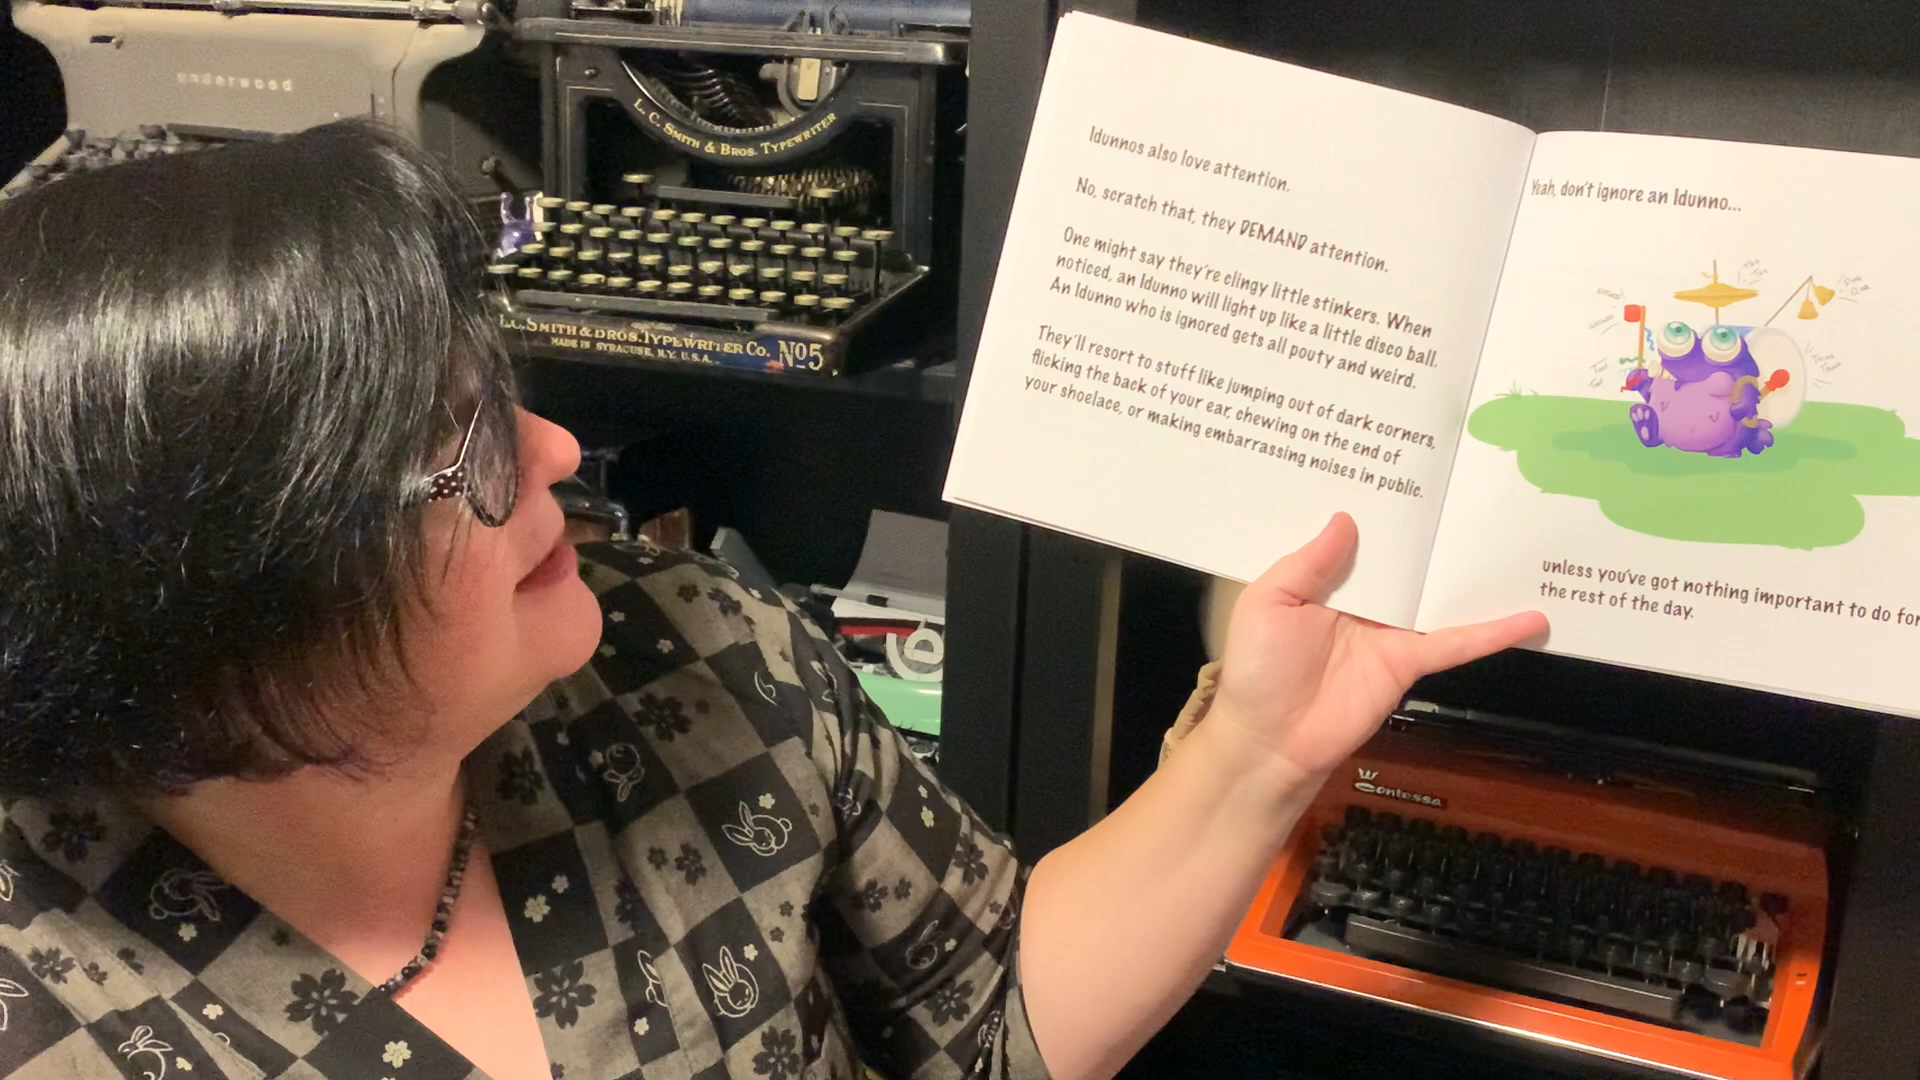 underwood
L. C. SMITH & BROS. TYPEWRITER
L.C. SMITH & BROS. TYPEWRITER CO. No5
MADE IN SYRACUSE, N.Y. U.S.A.
Idunnos also love attention.
No, scratch that, they DEMAND attention.
One might say they're clingy little stinkers. When
noticed, an Idunno will light up like a little disco ball.
An Idunno who is ignored gets all pouty and weird.
They'll resort to stuff like jumping out of dark corners,
flicking the back of your ear, chewing on the end of
your shoelace, or making embarrassing noises in public.
Yeah, don't ignore an Idunno...
unless you've got nothing important to do for
the rest of the day.
Contessa